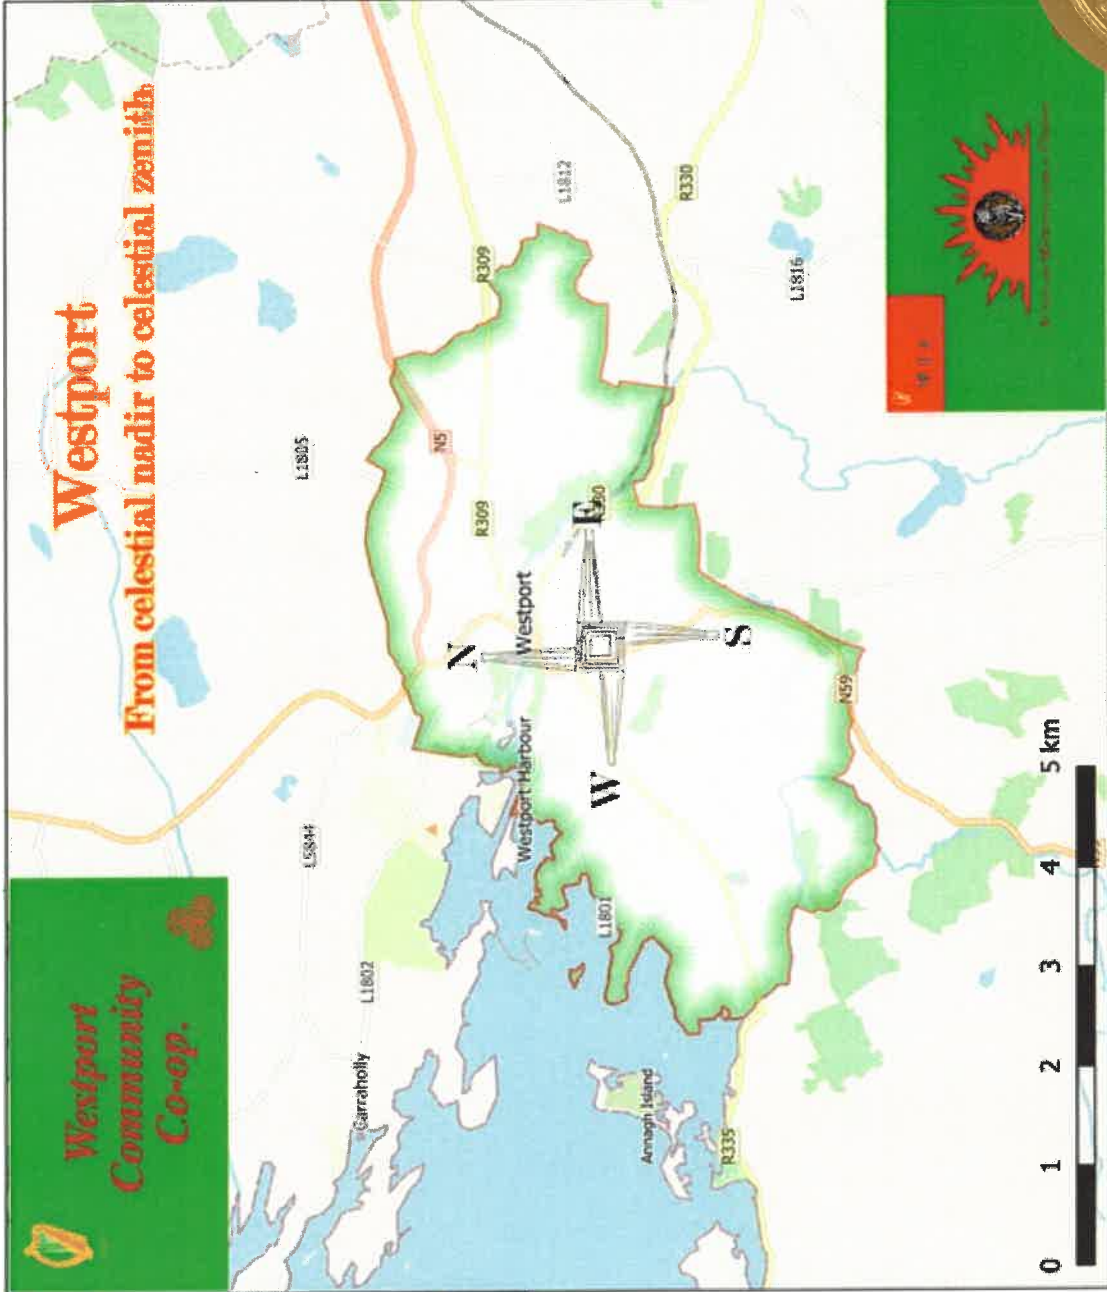 Westport
Community
Co-op.
Westport
From celestial nadir to celestial zenith
L1805
L5844
L1802
Carraholly
N5
R309
R309
L1812
R330
L1816
N
Westport
E
S
W
Westport Harbour
L1801
Annagh Island
R335
N59
0 1 2 3 4 5 km